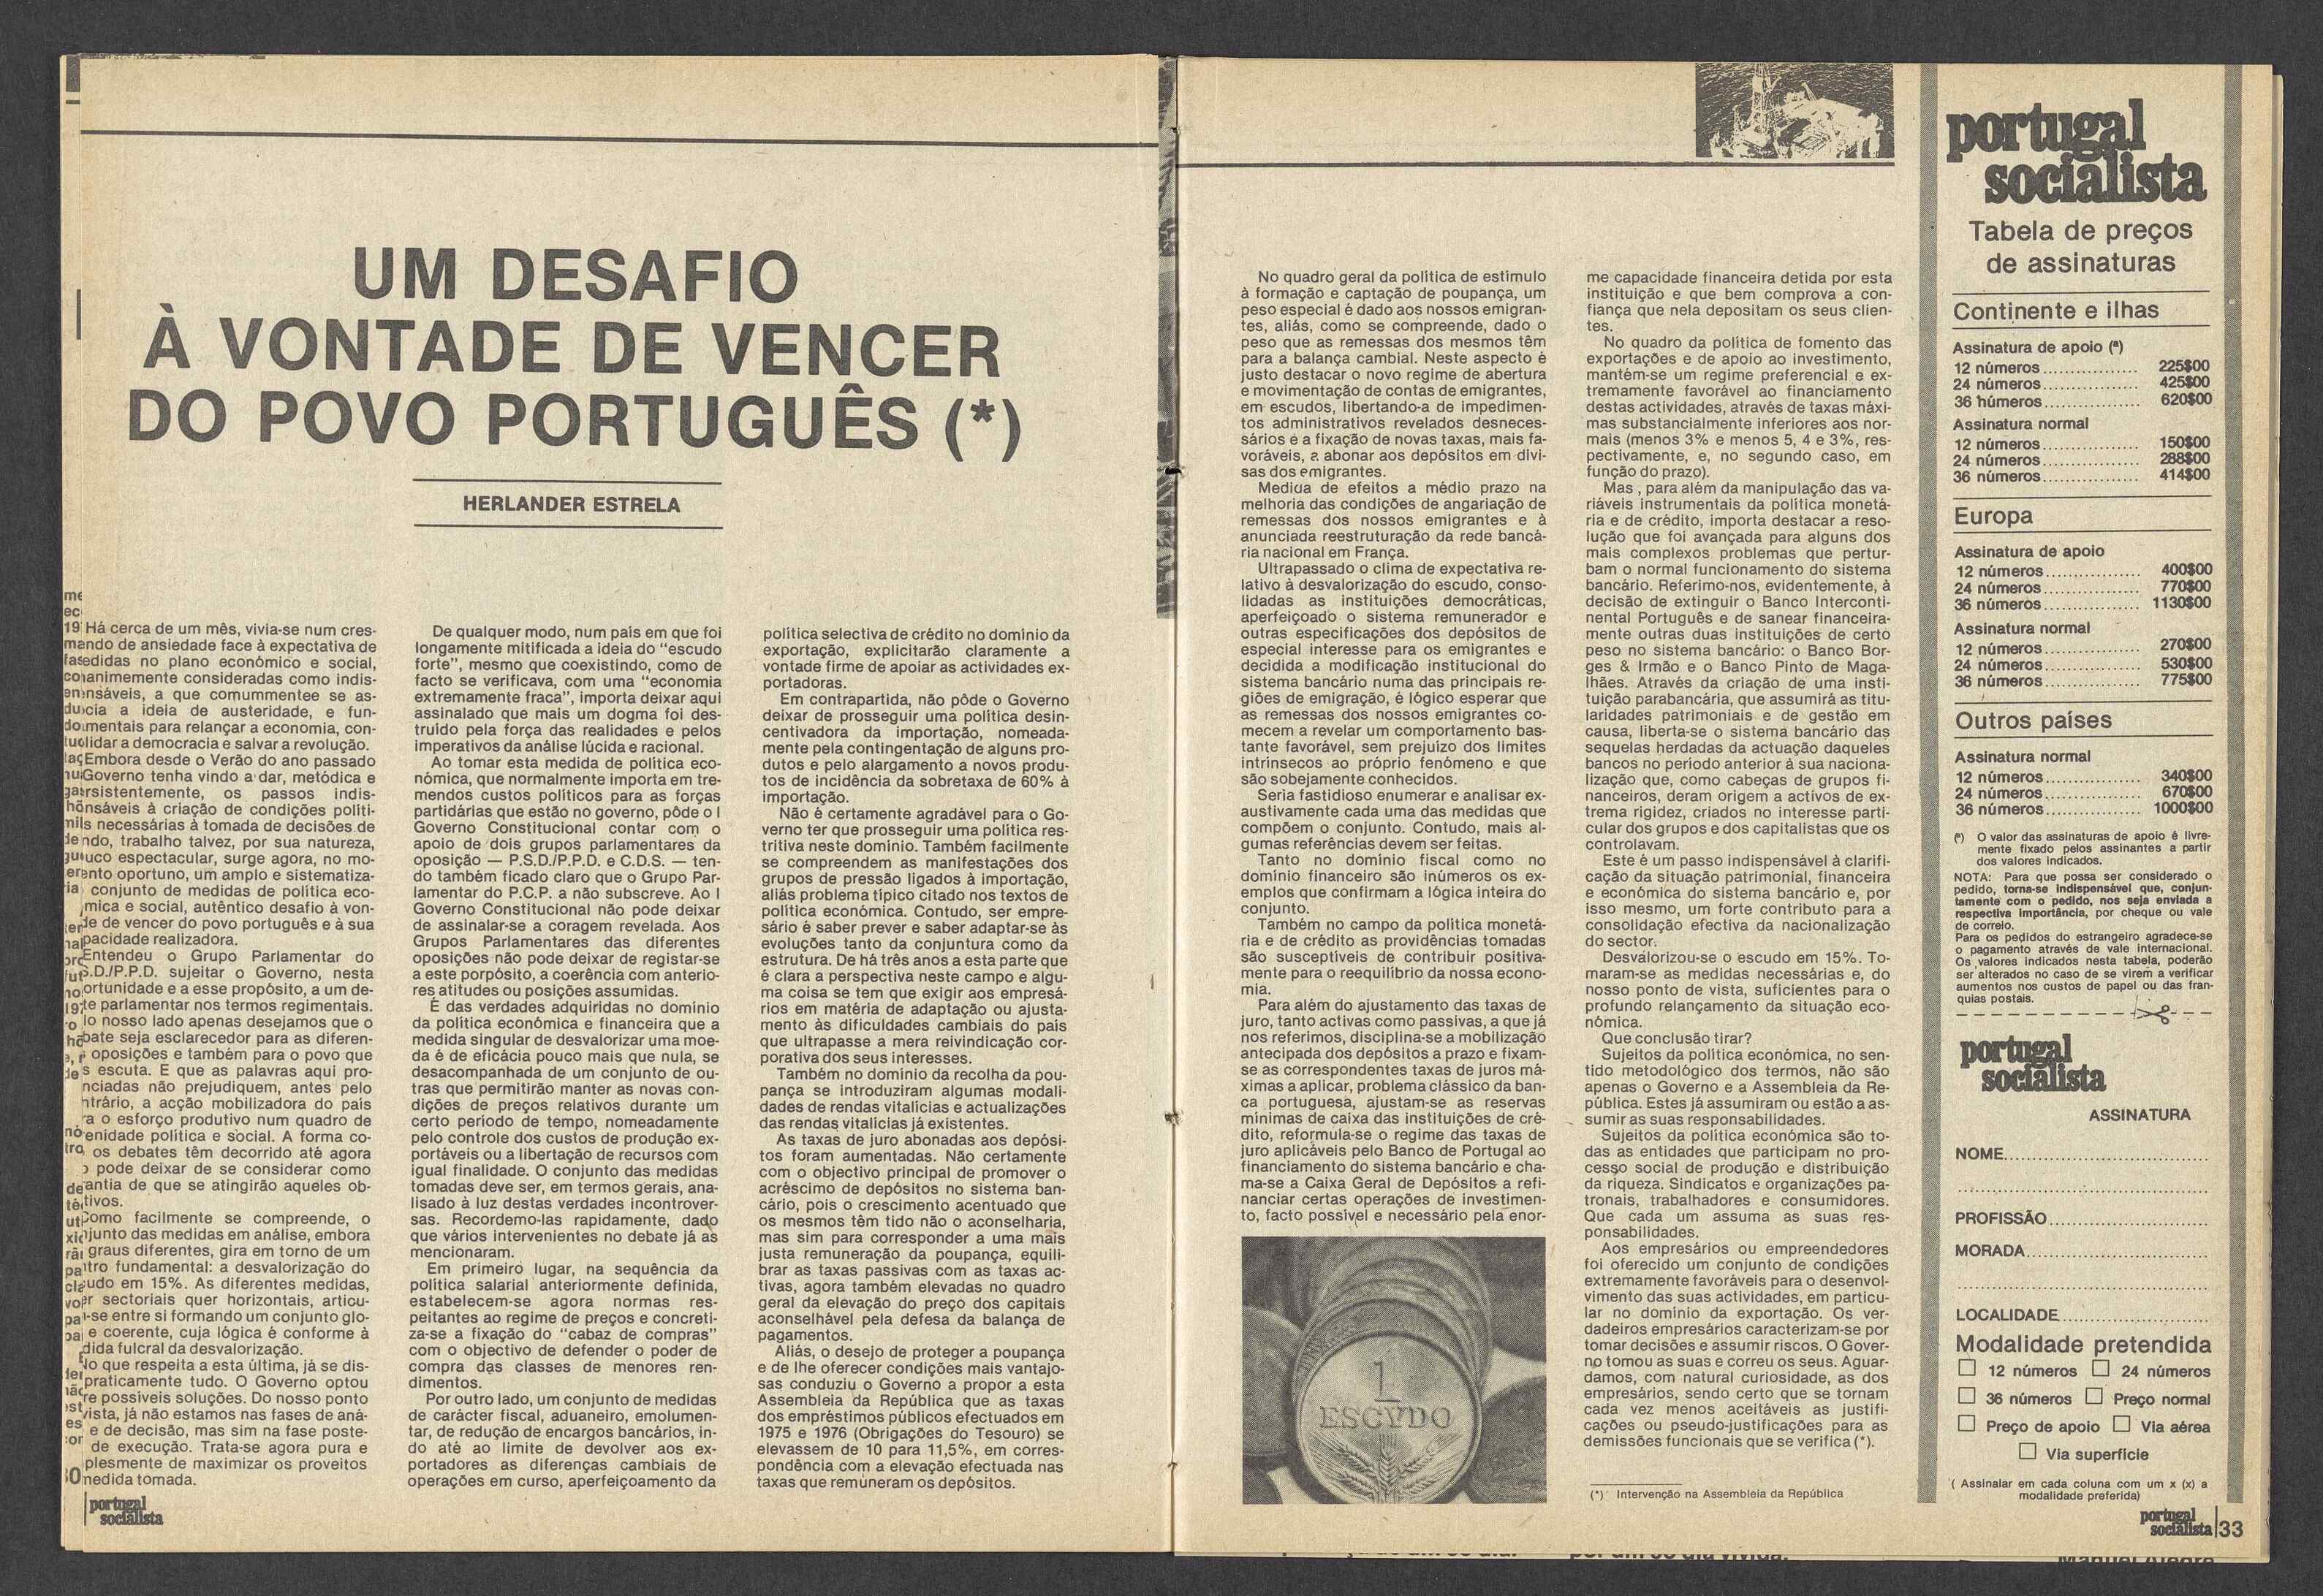 UM DESAFIO
À VONTADE DE VENCER
DO POVO PORTUGUÊS (*)
HERLANDER ESTRELA
Há cerca de um mês, vivia-se num cres-
de ansiedade face à expectativa de
no plano económico e social,
consideradas como indis-
a que comummentee se as-
a ideia de austeridade, e fun-
para relançar a economia, con-
a democracia e salvar a revolução.
Embora desde o Verão do ano passado
Governo tenha vindo a dar, metódica e
os passos indis-
à criação de condições políti-
necessárias à tomada de decisões de
trabalho talvez, por sua natureza,
espectacular, surge agora, no mo-
oportuno, um amplo e sistematiza-
conjunto de medidas de política eco-
e social, autêntico desafio à von-
de vencer do povo português e à sua
realizadora.
Entendeu o Grupo Parlamentar do
sujeitar o Governo, nesta
e a esse propósito, a um de-
parlamentar nos termos regimentais.
nosso lado apenas desejamos que o
seja esclarecedor para as diferen-
oposições e também para o povo que
escuta. E que as palavras aqui pro-
não prejudiquem, antes pelo
a acção mobilizadora do país
o esforço produtivo num quadro de
política e social. A forma co-
os debates têm decorrido até agora
pode deixar de se considerar como
de que se atingirão aqueles ob-
Como facilmente se compreende, o
das medidas em análise, embora
graus diferentes, gira em torno de um
fundamental: a desvalorização do
em 15%. As diferentes medidas,
sectoriais quer horizontais, articu-
entre si formando um conjunto glo-
e coerente, cuja lógica é conforme à
fulcral da desvalorização.
No que respeita a esta última, já se dis-
praticamente tudo. O Governo optou
possíveis soluções. Do nosso ponto
vista, já não estamos nas fases de aná-
e de decisão, mas sim na fase poste-
de execução. Trata-se agora pura e
de maximizar os proveitos
tomada.
De qualquer modo, num país em que foi
longamente mitificada a ideia do "escudo
forte", mesmo que coexistindo, como de
facto se verificava, com uma "economia
extremamente fraca", importa deixar aqui
assinalado que mais um dogma foi des-
truído pela força das realidades e pelos
imperativos da análise lúcida e racional.
Ao tomar esta medida de política eco-
nómica, que normalmente importa em tre-
mendos custos políticos para as forças
partidárias que estão no governo, pôde o I
Governo Constitucional contar com o
apoio de dois grupos parlamentares da
oposição — P.S.D./P.P.D. e C.D.S. — ten-
do também ficado claro que o Grupo Par-
lamentar do P.C.P. a não subscreve. Ao I
Governo Constitucional não pode deixar
de assinalar-se a coragem revelada. Aos
Grupos Parlamentares das diferentes
oposições não pode deixar de registar-se
a este porpósito, a coerência com anterio-
res atitudes ou posições assumidas.
É das verdades adquiridas no domínio
da política económica e financeira que a
medida singular de desvalorizar uma moe-
da é de eficácia pouco mais que nula, se
desacompanhada de um conjunto de ou-
tras que permitirão manter as novas con-
dições de preços relativos durante um
certo período de tempo, nomeadamente
pelo controle dos custos de produção ex-
portáveis ou a libertação de recursos com
igual finalidade. O conjunto das medidas
tomadas deve ser, em termos gerais, ana-
lisado à luz destas verdades incontrover-
sas. Recordemo-las rapidamente, dado
que vários intervenientes no debate já as
mencionaram.
Em primeiro lugar, na sequência da
política salarial anteriormente definida,
estabelecem-se agora normas res-
peitantes ao regime de preços e concreti-
za-se a fixação do "cabaz de compras"
com o objectivo de defender o poder de
compra das classes de menores ren-
dimentos.
Por outro lado, um conjunto de medidas
de carácter fiscal, aduaneiro, emolumen-
tar, de redução de encargos bancários, in-
do até ao limite de devolver aos ex-
portadores as diferenças cambiais de
operações em curso, aperfeiçoamento da
política selectiva de crédito no domínio da
exportação, explicitarão claramente a
vontade firme de apoiar as actividades ex-
portadoras.
Em contrapartida, não pôde o Governo
deixar de prosseguir uma política desin-
centivadora da importação, nomeada-
mente pela contingentação de alguns pro-
dutos e pelo alargamento a novos produ-
tos de incidência da sobretaxa de 60% à
importação.
Não é certamente agradável para o Go-
verno ter que prosseguir uma política res-
tritiva neste domínio. Também facilmente
se compreendem as manifestações dos
grupos de pressão ligados à importação,
aliás problema típico citado nos textos de
política económica. Contudo, ser empre-
sário é saber prever e saber adaptar-se às
evoluções tanto da conjuntura como da
estrutura. De há três anos a esta parte que
é clara a perspectiva neste campo e algu-
ma coisa se tem que exigir aos empresá-
rios em matéria de adaptação ou ajusta-
mento às dificuldades cambiais do país
que ultrapasse a mera reivindicação cor-
porativa dos seus interesses.
Também no domínio da recolha da pou-
pança se introduziram algumas modali-
dades de rendas vitalícias e actualizações
das rendas vitalícias já existentes.
As taxas de juro abonadas aos depósi-
tos foram aumentadas. Não certamente
com o objectivo principal de promover o
acréscimo de depósitos no sistema ban-
cário, pois o crescimento acentuado que
os mesmos têm tido não o aconselharia,
mas sim para corresponder a uma mais
justa remuneração da poupança, equili-
brar as taxas passivas com as taxas ac-
tivas, agora também elevadas no quadro
geral da elevação do preço dos capitais
aconselhável pela defesa da balança de
pagamentos.
Aliás, o desejo de proteger a poupança
e de lhe oferecer condições mais vantajo-
sas conduziu o Governo a propor a esta
Assembleia da República que as taxas
dos empréstimos públicos efectuados em
1975 e 1976 (Obrigações do Tesouro) se
elevassem de 10 para 11,5%, em corres-
pondência com a elevação efectuada nas
taxas que remuneram os depósitos.
portugal
socialista
No quadro geral da política de estímulo
à formação e captação de poupança, um
peso especial é dado aos nossos emigran-
tes, aliás, como se compreende, dado o
peso que as remessas dos mesmos têm
para a balança cambial. Neste aspecto é
justo destacar o novo regime de abertura
e movimentação de contas de emigrantes,
em escudos, libertando-a de impedimen-
tos administrativos revelados desneces-
sários e a fixação de novas taxas, mais fa-
voráveis, a abonar aos depósitos em divi-
sas dos emigrantes.
Medida de efeitos a médio prazo na
melhoria das condições de angariação de
remessas dos nossos emigrantes e à
anunciada reestruturação da rede bancá-
ria nacional em França.
Ultrapassado o clima de expectativa re-
lativo à desvalorização do escudo, conso-
lidadas as instituições democráticas,
aperfeiçoado o sistema remunerador e
outras especificações dos depósitos de
especial interesse para os emigrantes e
decidida a modificação institucional do
sistema bancário numa das principais re-
giões de emigração, é lógico esperar que
as remessas dos nossos emigrantes co-
mecem a revelar um comportamento bas-
tante favorável, sem prejuízo dos limites
intrínsecos ao próprio fenómeno e que
são sobejamente conhecidos.
Seria fastidioso enumerar e analisar ex-
austivamente cada uma das medidas que
compõem o conjunto. Contudo, mais al-
gumas referências devem ser feitas.
Tanto no domínio fiscal como no
domínio financeiro são inúmeros os ex-
emplos que confirmam a lógica inteira do
conjunto.
Também no campo da política monetá-
ria e de crédito as providências tomadas
são susceptíveis de contribuir positiva-
mente para o reequilíbrio da nossa econo-
mia.
Para além do ajustamento das taxas de
juro, tanto activas como passivas, a que já
nos referimos, disciplina-se a mobilização
antecipada dos depósitos a prazo e fixam-
se as correspondentes taxas de juros má-
ximas a aplicar, problema clássico da ban-
ca portuguesa, ajustam-se as reservas
mínimas de caixa das instituições de cré-
dito, reformula-se o regime das taxas de
juro aplicáveis pelo Banco de Portugal ao
financiamento do sistema bancário e cha-
ma-se a Caixa Geral de Depósitos a refi-
nanciar certas operações de investimen-
to, facto possível e necessário pela enor-
1
ESCVDO
me capacidade financeira detida por esta
instituição e que bem comprova a con-
fiança que nela depositam os seus clien-
tes.
No quadro da política de fomento das
exportações e de apoio ao investimento,
mantém-se um regime preferencial e ex-
tremamente favorável ao financiamento
destas actividades, através de taxas máxi-
mas substancialmente inferiores aos nor-
mais (menos 3% e menos 5, 4 e 3%, res-
pectivamente, e, no segundo caso, em
função do prazo).
Mas , para além da manipulação das va-
riáveis instrumentais da política monetá-
ria e de crédito, importa destacar a reso-
lução que foi avançada para alguns dos
mais complexos problemas que pertur-
bam o normal funcionamento do sistema
bancário. Referimo-nos, evidentemente, à
decisão de extinguir o Banco Interconti-
nental Português e de sanear financeira-
mente outras duas instituições de certo
peso no sistema bancário: o Banco Bor-
ges & Irmão e o Banco Pinto de Maga-
lhães. Através da criação de uma insti-
tuição parabancária, que assumirá as titu-
laridades patrimoniais e de gestão em
causa, liberta-se o sistema bancário das
sequelas herdadas da actuação daqueles
bancos no período anterior à sua naciona-
lização que, como cabeças de grupos fi-
nanceiros, deram origem a activos de ex-
trema rigidez, criados no interesse parti-
cular dos grupos e dos capitalistas que os
controlavam.
Este é um passo indispensável à clarifi-
cação da situação patrimonial, financeira
e económica do sistema bancário e, por
isso mesmo, um forte contributo para a
consolidação efectiva da nacionalização
do sector.
Desvalorizou-se o escudo em 15%. To-
maram-se as medidas necessárias e, do
nosso ponto de vista, suficientes para o
profundo relançamento da situação eco-
nómica.
Que conclusão tirar?
Sujeitos da política económica, no sen-
tido metodológico dos termos, não são
apenas o Governo e a Assembleia da Re-
pública. Estes já assumiram ou estão a as-
sumir as suas responsabilidades.
Sujeitos da política económica são to-
das as entidades que participam no pro-
cesso social de produção e distribuição
da riqueza. Sindicatos e organizações pa-
tronais, trabalhadores e consumidores.
Que cada um assuma as suas res-
ponsabilidades.
Aos empresários ou empreendedores
foi oferecido um conjunto de condições
extremamente favoráveis para o desenvol-
vimento das suas actividades, em particu-
lar no domínio da exportação. Os ver-
dadeiros empresários caracterizam-se por
tomar decisões e assumir riscos. O Gover-
no tomou as suas e correu os seus. Aguar-
damos, com natural curiosidade, as dos
empresários, sendo certo que se tornam
cada vez menos aceitáveis as justifi-
cações ou pseudo-justificações para as
demissões funcionais que se verifica (*).
(*) Intervenção na Assembleia da República
portugal
socialista
Tabela de preços
de assinaturas
Continente e ilhas
Assinatura de apoio (ª)
12 números ................ 225$00
24 números ................ 425$00
36 números ................ 620$00
Assinatura normal
12 números ................ 150$00
24 números ................ 288$00
36 números ................ 414$00
Europa
Assinatura de apoio
12 números ................ 400$00
24 números ................ 770$00
36 números ................ 1130$00
Assinatura normal
12 números ................ 270$00
24 números ................ 530$00
36 números ................ 775$00
Outros países
Assinatura normal
12 números ................ 340$00
24 números ................ 670$00
36 números ................ 1000$00
(ª) O valor das assinaturas de apoio é livre-
mente fixado pelos assinantes a partir
dos valores indicados.
NOTA: Para que possa ser considerado o
pedido, torna-se indispensável que, conjun-
tamente com o pedido, nos seja enviada a
respectiva importância, por cheque ou vale
de correio.
Para os pedidos do estrangeiro agradece-se
o pagamento através de vale internacional.
Os valores indicados nesta tabela, poderão
ser alterados no caso de se virem a verificar
aumentos nos custos de papel ou das fran-
quias postais.
portugal
socialista
ASSINATURA
NOME
PROFISSÃO
MORADA
LOCALIDADE
Modalidade pretendida
12 números 24 números
36 números Preço normal
Preço de apoio Via aérea
Via superfície
( Assinalar em cada coluna com um x (x) a
modalidade preferida)
portugal
socialista 33